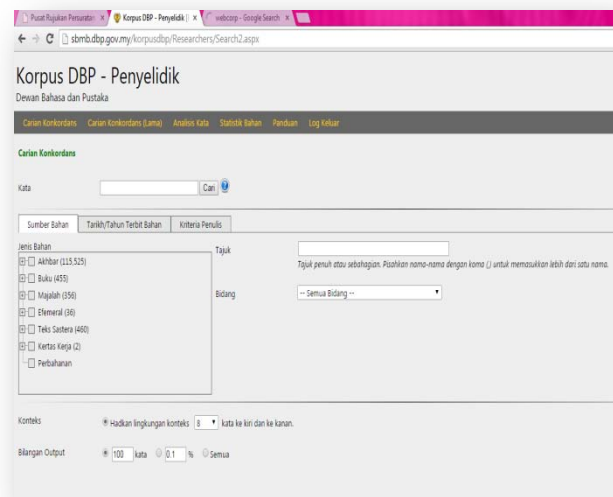 Pusat Rujukan Persuratan × Korpus DBP - Penyelidik | × webcorp - Google Search ×
sbmb.dbp.gov.my/korpusdbp/Researchers/Search2.aspx
Korpus DBP - Penyelidik
Dewan Bahasa dan Pustaka
Carian Konkordans Carian Konkordans (Lama) Analisis Kata Statistik Bahan Panduan Log Keluar
Carian Konkordans
Kata Cari
Sumber Bahan Tarikh/Tahun Terbit Bahan Kriteria Penulis
Jenis Bahan
Akhbar (115,525)
Buku (455)
Majalah (356)
Efemeral (36)
Teks Sastera (460)
Kertas Kerja (2)
Perbahanan
Tajuk
Tajuk penuh atau sebahagian. Pisahkan nama-nama dengan koma (,) untuk memasukkan lebih dari satu nama.
Bidang -- Semua Bidang --
Konteks Hadkan lingkungan konteks 8 kata ke kiri dan ke kanan.
Bilangan Output 100 kata 0.1 % Semua